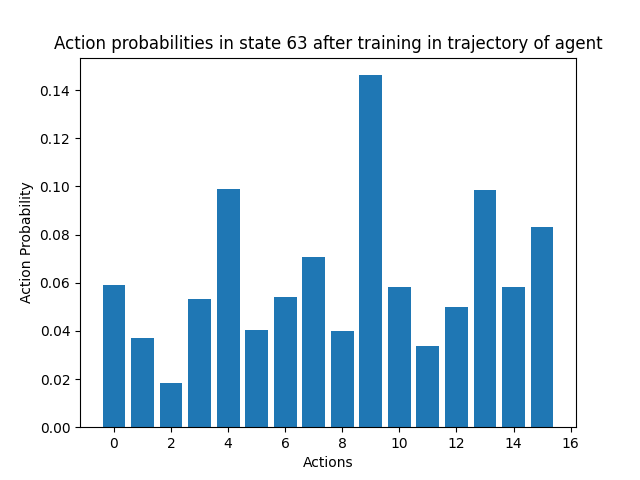 Action probabilities in state 63 after training in trajectory of agent
0.14
0.12
0.10
0.08
0.06
0.04
0.02
0.00
Action Probability
0 2 4 6 8 10 12 14 16
Actions